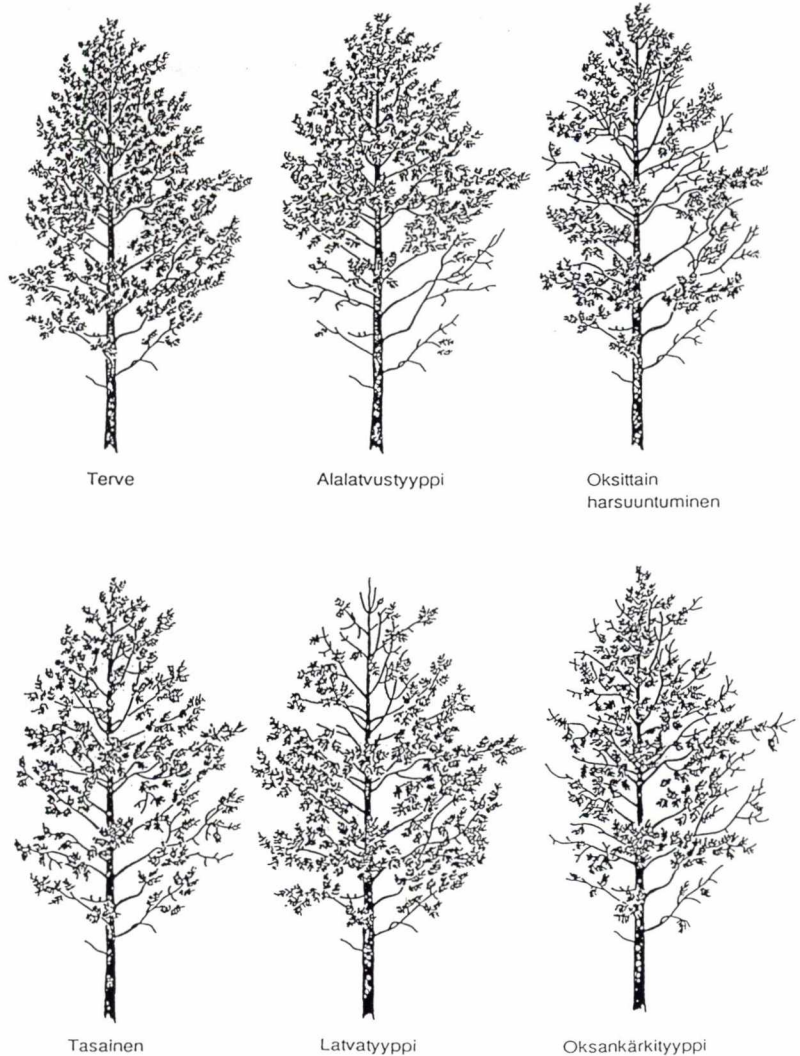 Terve
Alalatvustyyppi
Oksittain
harsuuntuminen
Tasainen
Latvatyyppi
Oksankärkityyppi